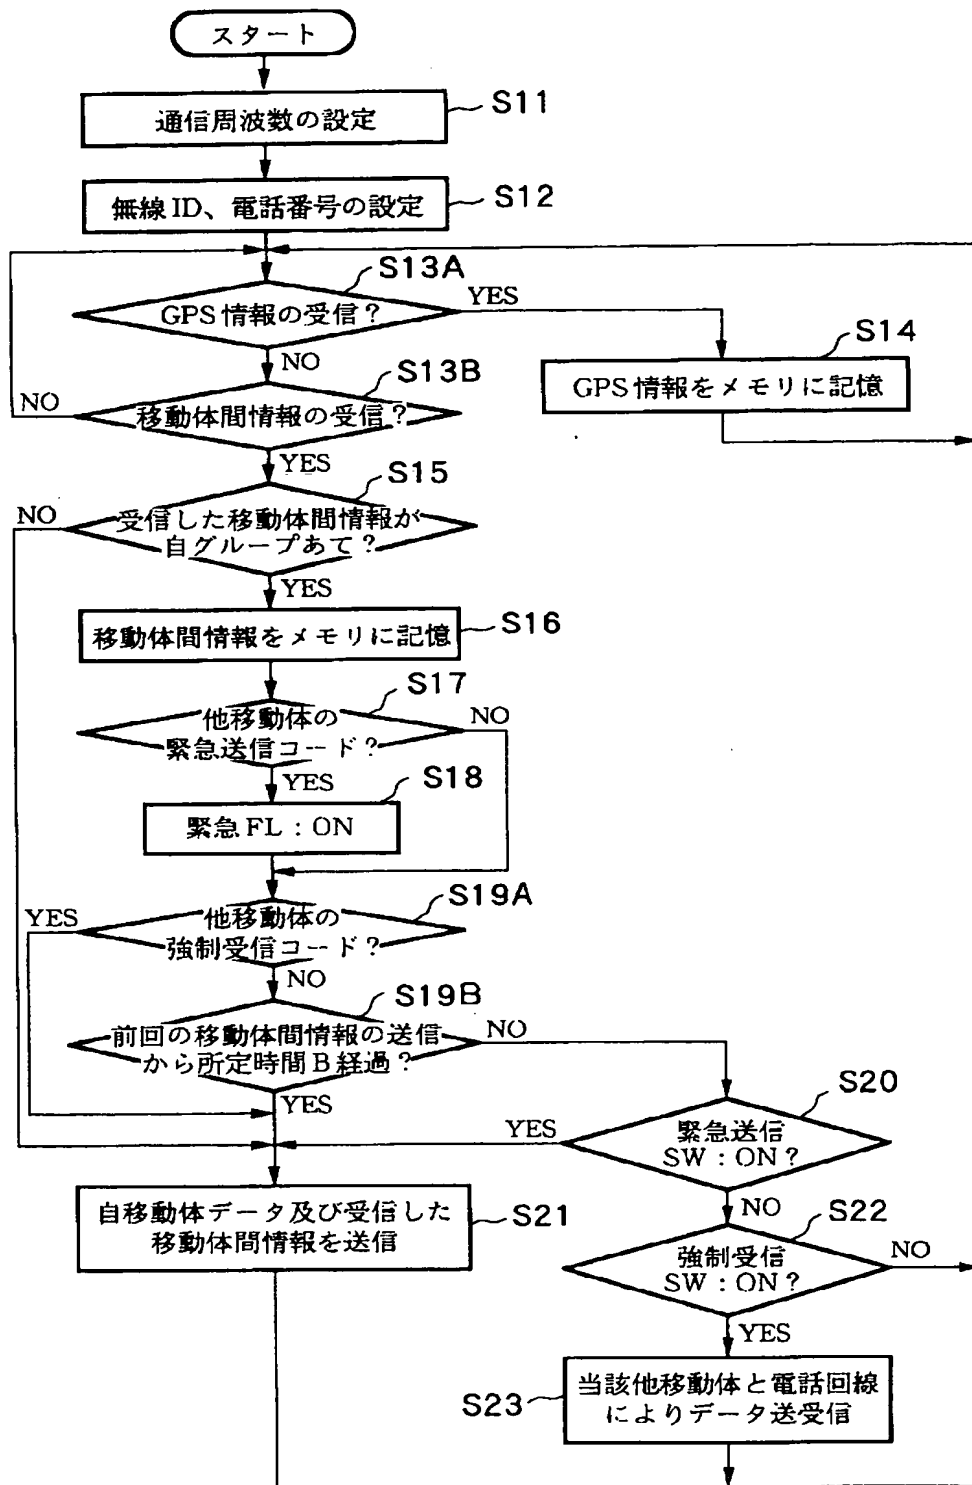 スタート
通信周波数の設定
S11
無線ID、電話番号の設定
S12
S13A
GPS情報の受信？
YES
NO
S14
GPS情報をメモリに記憶
S13B
移動体間情報の受信？
NO
YES
S15
受信した移動体間情報が
自グループあて？
NO
YES
移動体間情報をメモリに記憶
S16
S17
他移動体の
緊急送信コード？
NO
YES
S18
緊急FL：ON
S19A
他移動体の
強制受信コード？
YES
NO
S19B
前回の移動体間情報の送信
から所定時間B経過？
NO
YES
S20
緊急送信
SW：ON？
YES
NO
自移動体データ及び受信した
移動体間情報を送信
S21
S22
強制受信
SW：ON？
NO
YES
当該他移動体と電話回線
によりデータ送受信
S23